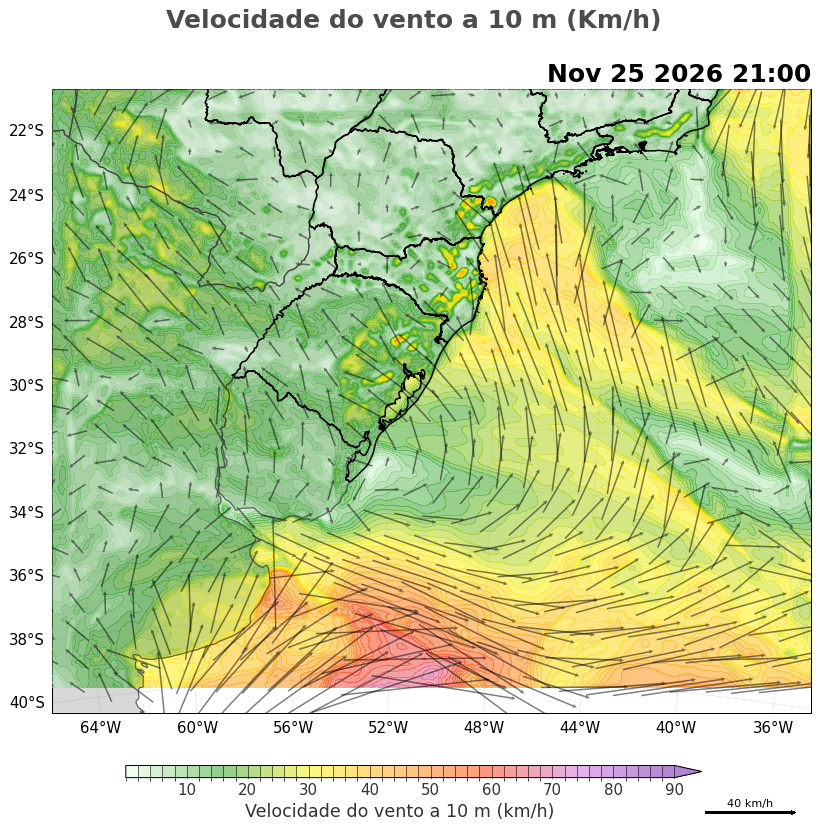 Velocidade do vento a 10 m (Km/h)
Nov 25 2026 21:00
22°S
24°S
26°S
28°S
30°S
32°S
34°S
36°S
38°S
40°S
64°W 60°W 56°W 52°W 48°W 44°W 40°W 36°W
10 20 30 40 50 60 70 80 90
Velocidade do vento a 10 m (km/h)
40 km/h